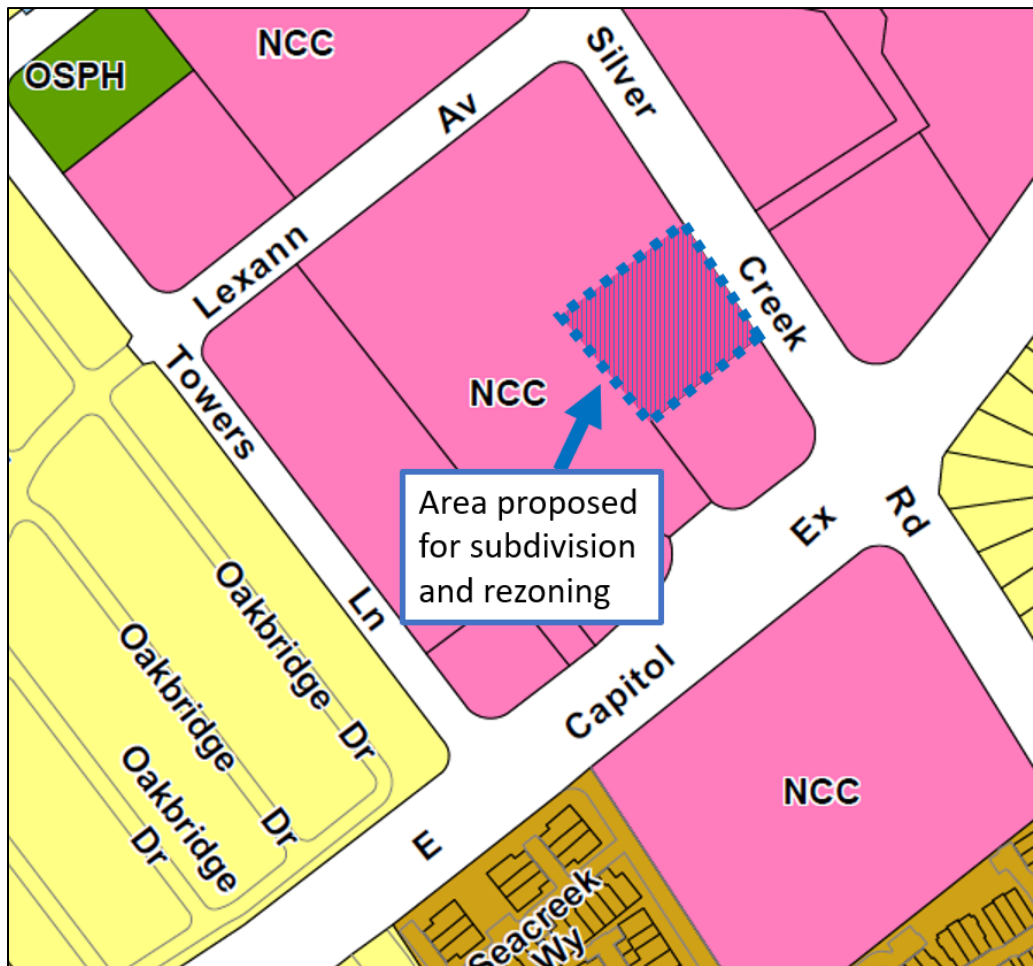 NCC
OSPH
Silver
Av
Lexann
Creek
Towers
NCC
Area proposed
for subdivision
and rezoning
Ex
Rd
Ln
Oakbridge
Dr
Oakbridge
Dr
Oakbridge
Dr
Capitol
E
NCC
Seacreek
Wy